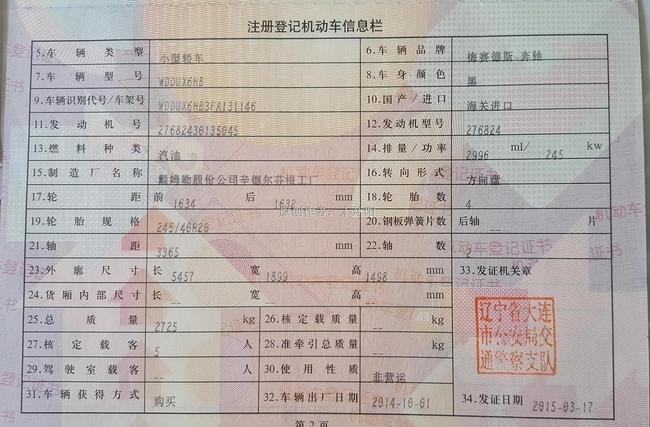 注册登记机动车信息栏
5.车辆类型 小型轿车 6.车辆品牌 梅赛德斯 奔驰
7.车辆型号 WDDUX6HB 8.车身颜色 黑
9.车辆识别代号/车架号 WDDUX6HB3FA131146 10.国产/进口 海关进口
11.发动机号 27682430135045 12.发动机型号 276824
13.燃料种类 汽油 14.排量/功率 2996 ml/ 245 kw
15.制造厂名称 戴姆勒股份公司辛德尔芬根工厂 16.转向形式 方向盘
17.轮距 前 1634 后 1632 mm 18.轮胎数 4
19.轮胎规格 245/40R20 20.钢板弹簧片数 后轴 -- 片
21.轴距 3365 mm 22.轴数 2
23.外廓尺寸 长 5457 宽 1899 高 1498 mm 33.发证机关章
24.货厢内部尺寸 长 -- 宽 -- 高 -- mm
25.总质量 2725 kg 26.核定载质量 -- kg
27.核定载客 5 人 28.准牵引总质量 -- kg
辽宁省大连
市公安局交
通警察支队
29.驾驶室载客 -- 人 30.使用性质 非营运
31.车辆获得方式 购买 32.车辆出厂日期 2014-10-01 34.发证日期 2015-03-17
第2页